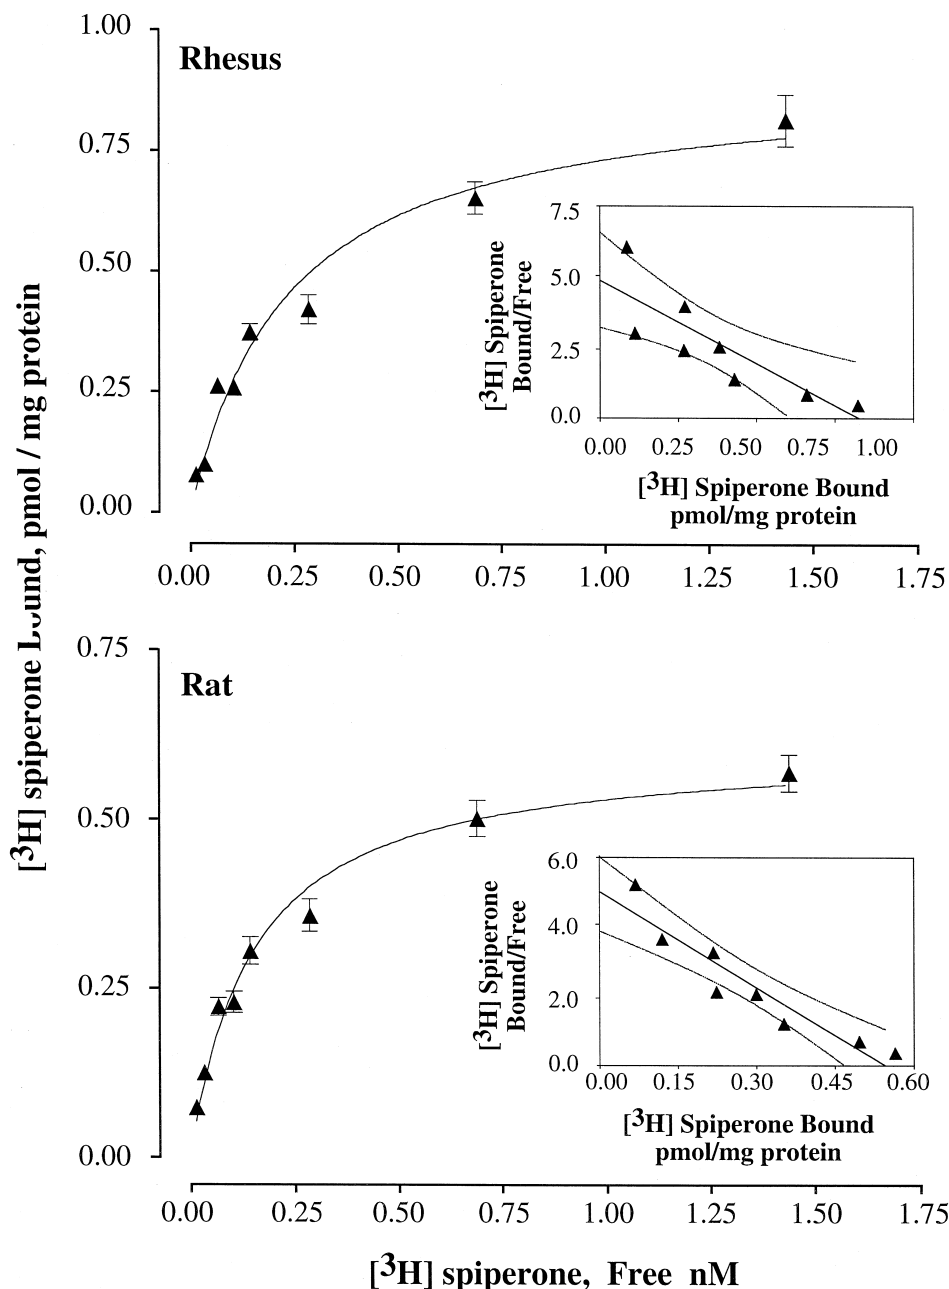 1.00
Rhesus
0.75
0.50
0.25
0.00
[3H] spiperone Bound, pmol / mg protein
7.5
5.0
2.5
0.0
[3H] Spiperone
Bound/Free
0.00 0.25 0.50 0.75 1.00
[3H] Spiperone Bound
pmol/mg protein
0.00 0.25 0.50 0.75 1.00 1.25 1.50 1.75
0.75
Rat
0.50
0.25
0.00
6.0
4.0
2.0
0.0
[3H] Spiperone
Bound/Free
0.00 0.15 0.30 0.45 0.60
[3H] Spiperone Bound
pmol/mg protein
0.00 0.25 0.50 0.75 1.00 1.25 1.50 1.75
[3H] spiperone, Free nM